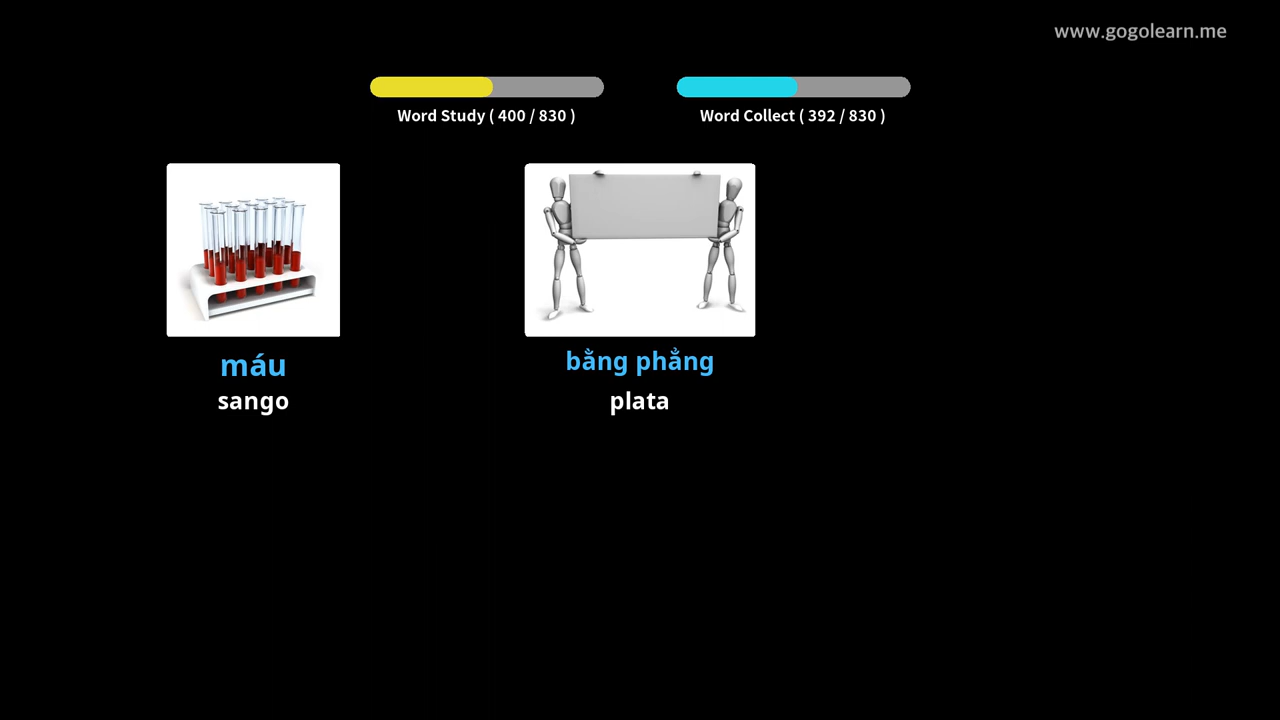 www.gogolearn.me
Word Study ( 400 / 830 )
Word Collect ( 392 / 830 )
máu
sango
bằng phẳng
plata